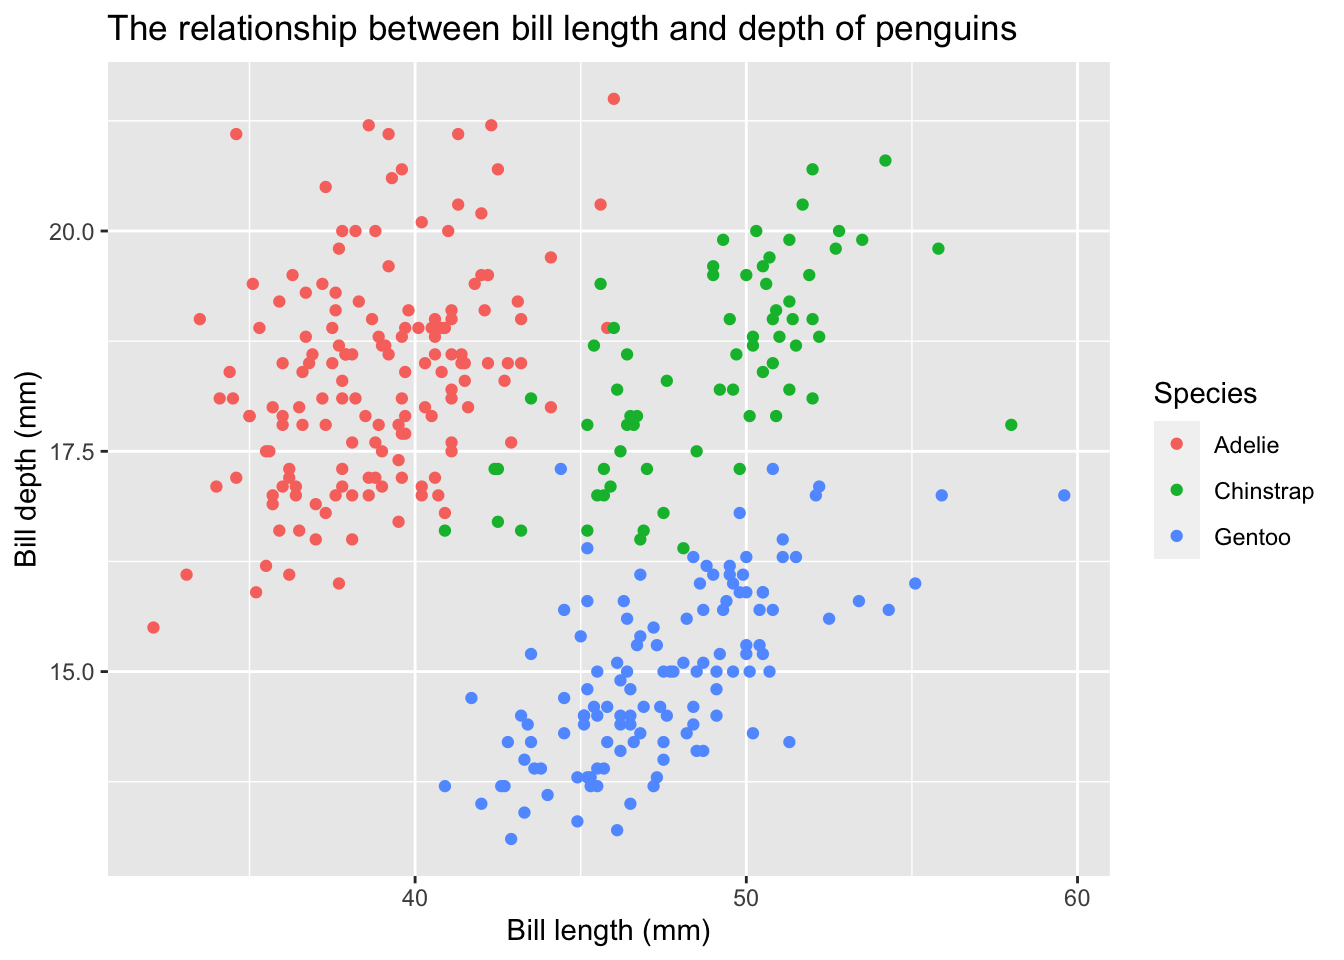 The relationship between bill length and depth of penguins
Bill depth (mm)
20.0
17.5
15.0
40
50
60
Bill length (mm)
Species
Adelie
Chinstrap
Gentoo